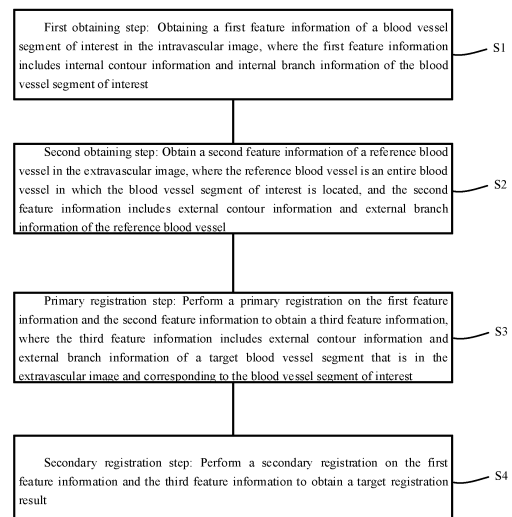 First obtaining step: Obtaining a first feature information of a blood vessel
segment of interest in the intravascular image, where the first feature information
includes internal contour information and internal branch information of the blood
vessel segment of interest
S1
Second obtaining step: Obtain a second feature information of a reference blood
vessel in the extravascular image, where the reference blood vessel is an entire blood
vessel in which the blood vessel segment of interest is located, and the second
feature information includes external contour information and external branch
information of the reference blood vessel
S2
Primary registration step: Perform a primary registration on the first feature
information and the second feature information to obtain a third feature information,
where the third feature information includes external contour information and
external branch information of a target blood vessel segment that is in the
extravascular image and corresponding to the blood vessel segment of interest
S3
Secondary registration step: Perform a secondary registration on the first
feature information and the third feature information to obtain a target registration
result
S4